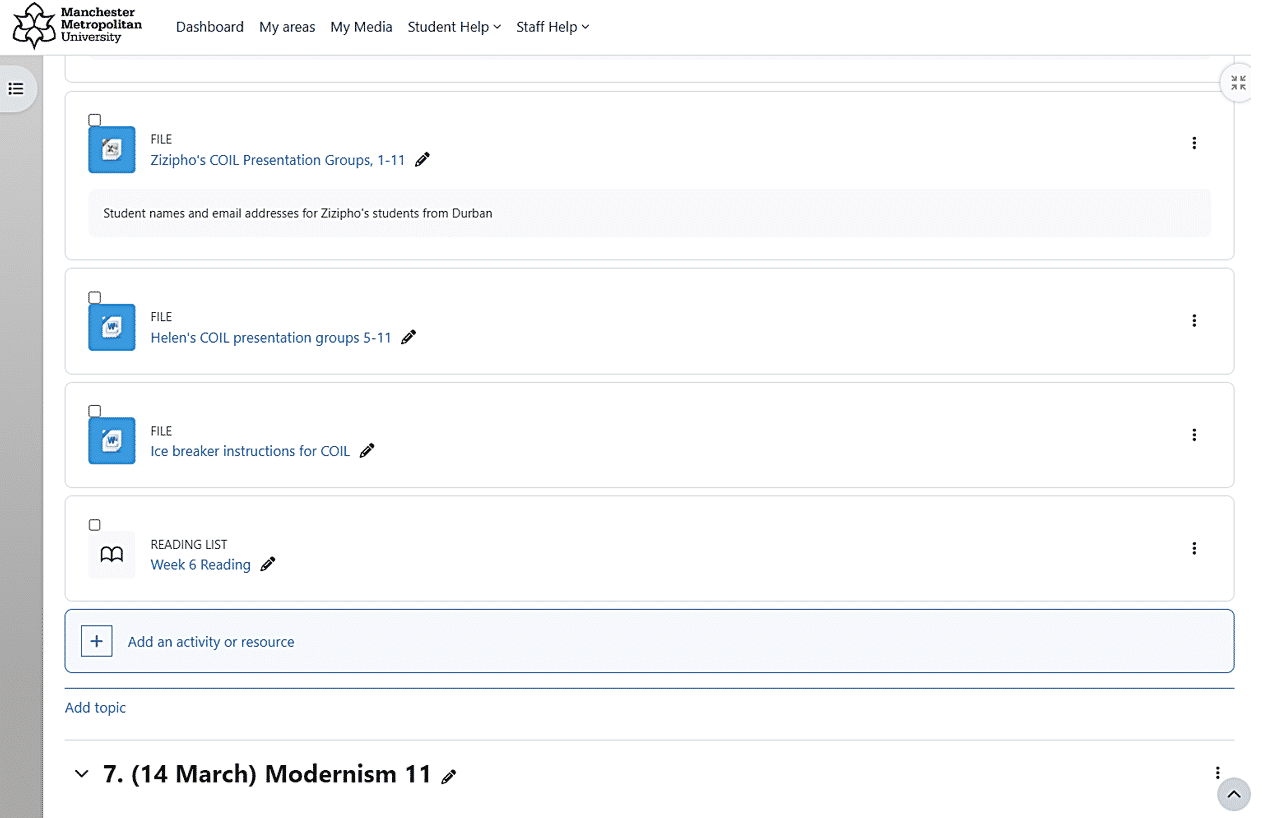 Manchester
Metropolitan
University
Dashboard My areas My Media Student Help Staff Help
FILE
Zizipho's COIL Presentation Groups, 1-11
Student names and email addresses for Zizipho's students from Durban
FILE
Helen's COIL presentation groups 5-11
FILE
Ice breaker instructions for COIL
READING LIST
Week 6 Reading
+ Add an activity or resource
Add topic
7. (14 March) Modernism 11